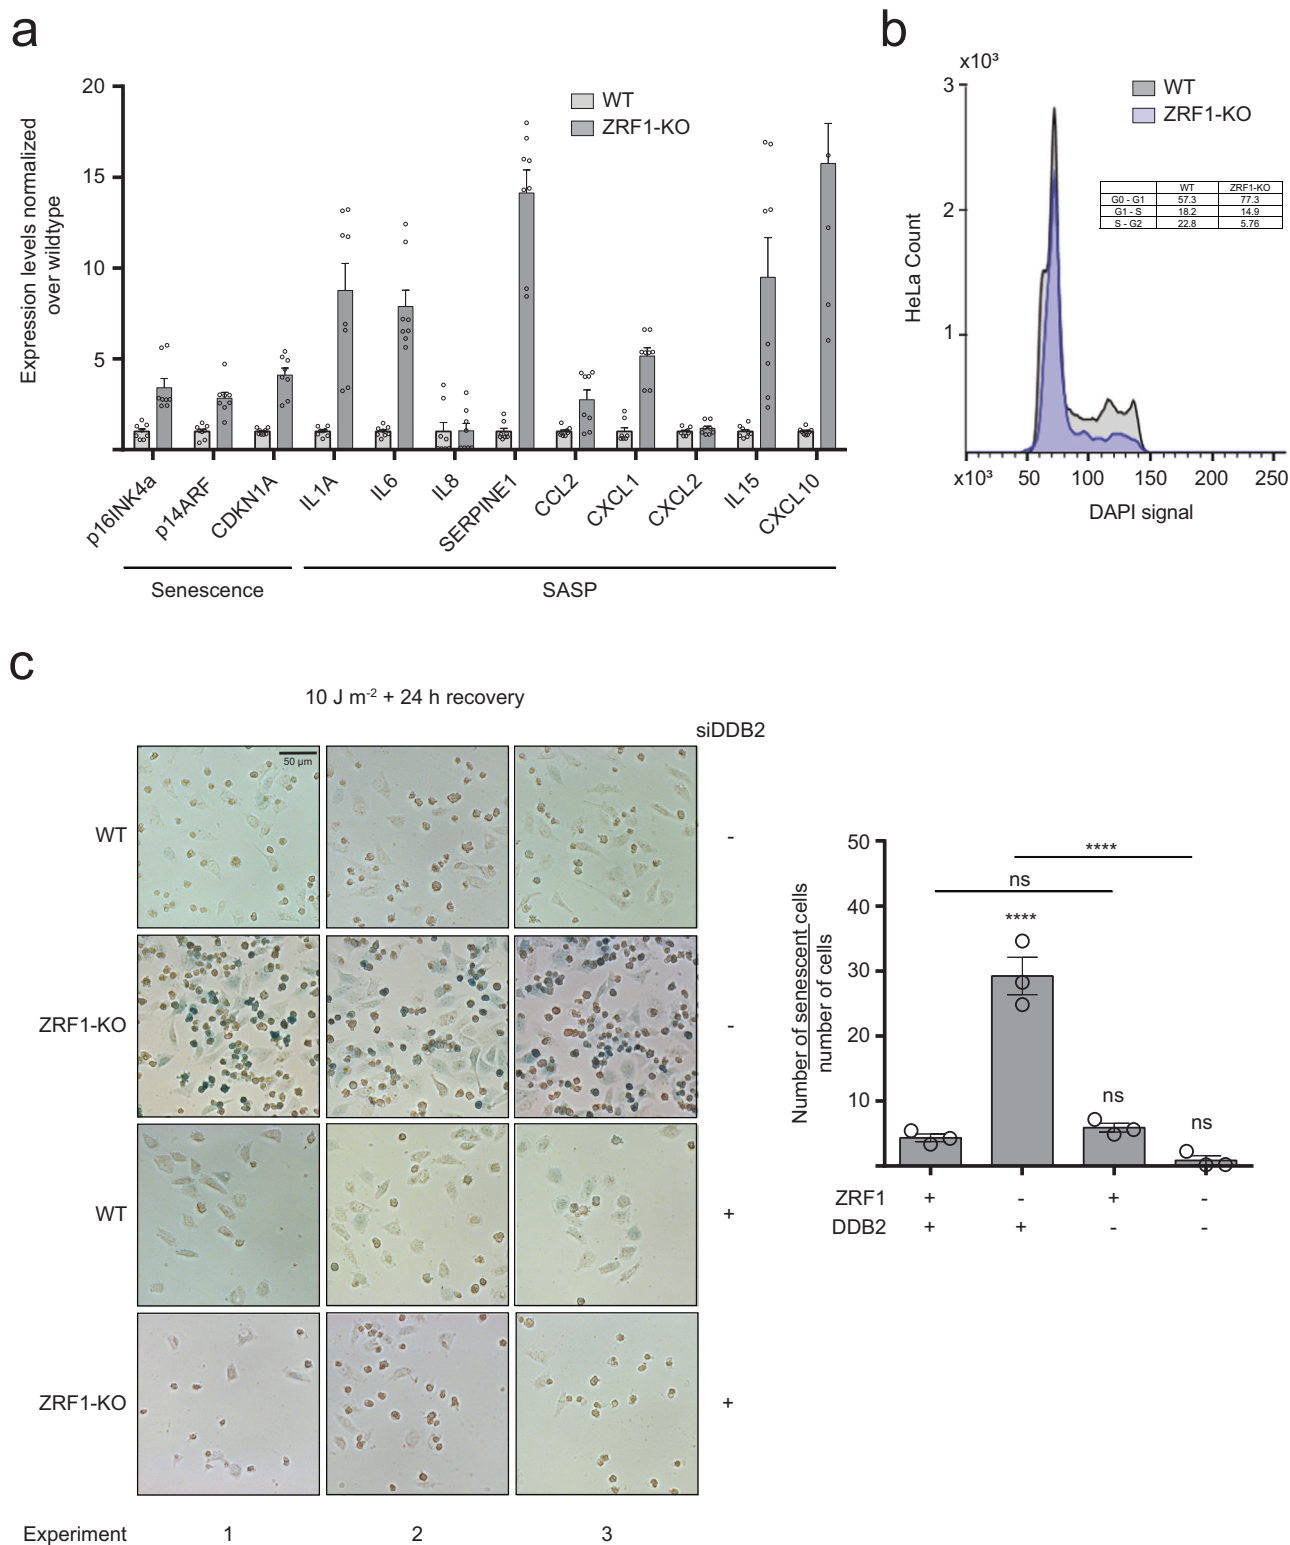 a
20
15
10
5
Expression levels normalized
over wildtype
WT
ZRF1-KO
p16INK4a
p14ARF
CDKN1A
IL1A
IL6
IL8
SERPINE1
CCL2
CXCL1
CXCL2
IL15
CXCL10
Senescence
SASP
b
x10³
3
2
1
HeLa Count
WT
ZRF1-KO
WT ZRF1-KO
G0 - G1 57.3 77.3
G1 - S 18.2 14.9
S - G2 22.8 5.76
x10³ 50 100 150 200 250
DAPI signal
c
10 J m⁻² + 24 h recovery
siDDB2
50 µm
WT -
ZRF1-KO -
WT +
ZRF1-KO +
Experiment 1 2 3
50
40
30
20
10
Number of senescent cells
number of cells
****
ns
****
ns
ns
ZRF1 + - + -
DDB2 + + - -